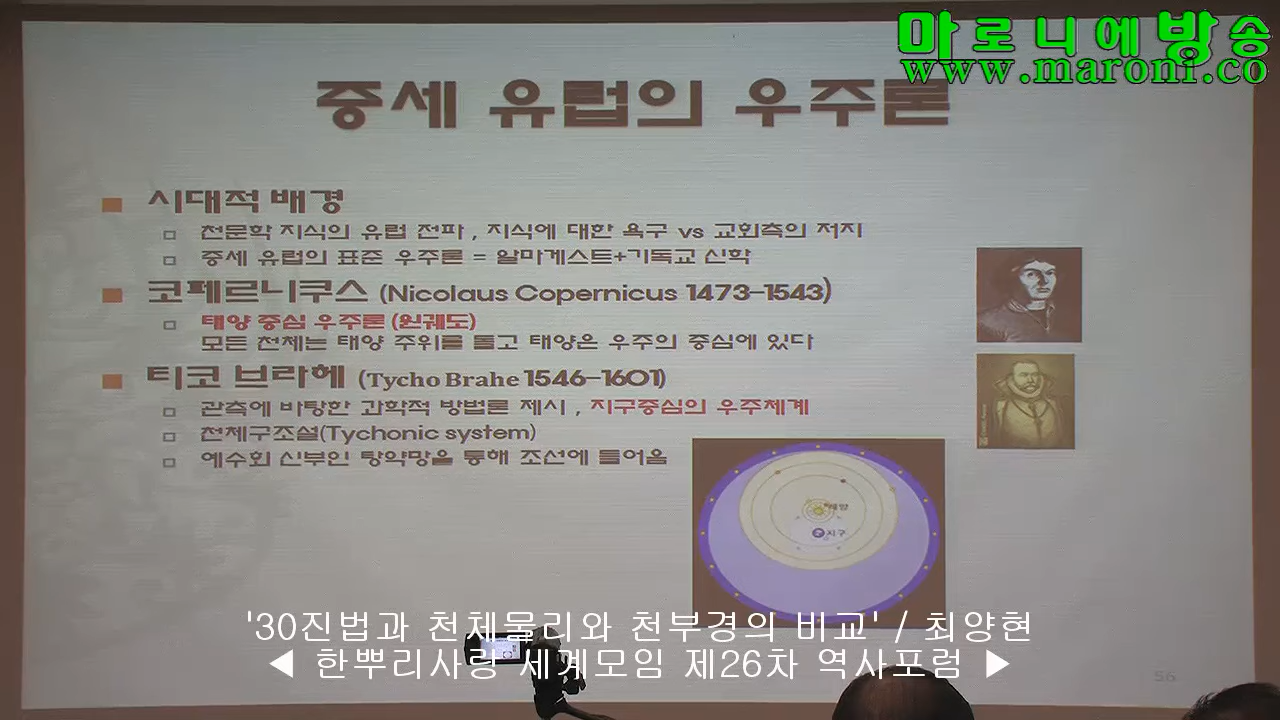 마로니에방송
www.maroni.co
중세 유럽의 우주론
시대적 배경
천문학 지식의 유럽 전파 , 지식에 대한 욕구 vs 교회측의 저지
중세 유럽의 표준 우주론 = 알마게스트+기독교 신학
코페르니쿠스 (Nicolaus Copernicus 1473-1543)
태양 중심 우주론 (원궤도)
모든 천체는 태양 주위를 돌고 태양은 우주의 중심에 있다
티코 브라헤 (Tycho Brahe 1546-1601)
관측에 바탕한 과학적 방법론 제시 , 지구중심의 우주체계
천체구조설(Tychonic system)
예수회 신부인 탕약망을 통해 조선에 들어옴
태양
지구
'30진법과 천체물리와 천부경의 비교' / 최양현
◀ 한뿌리사랑 세계모임 제26차 역사포럼 ▶
56